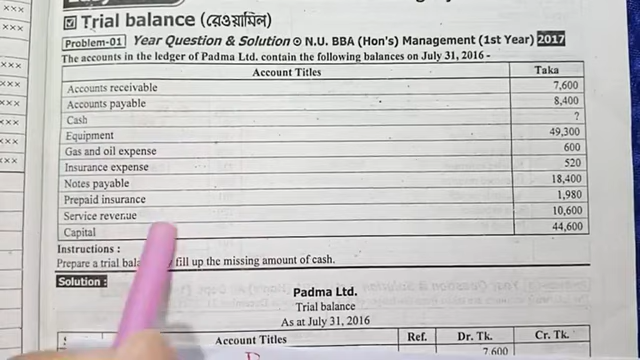 Trial balance (রেওয়ামিল)
Problem-01 Year Question & Solution ⊙ N.U. BBA (Hon's) Management (1st Year) 2017
The accounts in the ledger of Padma Ltd. contain the following balances on July 31, 2016 -
Account Titles Taka
Accounts receivable 7,600
Accounts payable 8,400
Cash ?
Equipment 49,300
Gas and oil expense 600
Insurance expense 520
Notes payable 18,400
Prepaid insurance 1,980
Service revenue 10,600
Capital 44,600
Instructions :
Prepare a trial fill up the missing amount of cash.
Solution :
Padma Ltd.
Trial balance
As at July 31, 2016
Account Titles Ref. Dr. Tk. Cr. Tk.
7,600